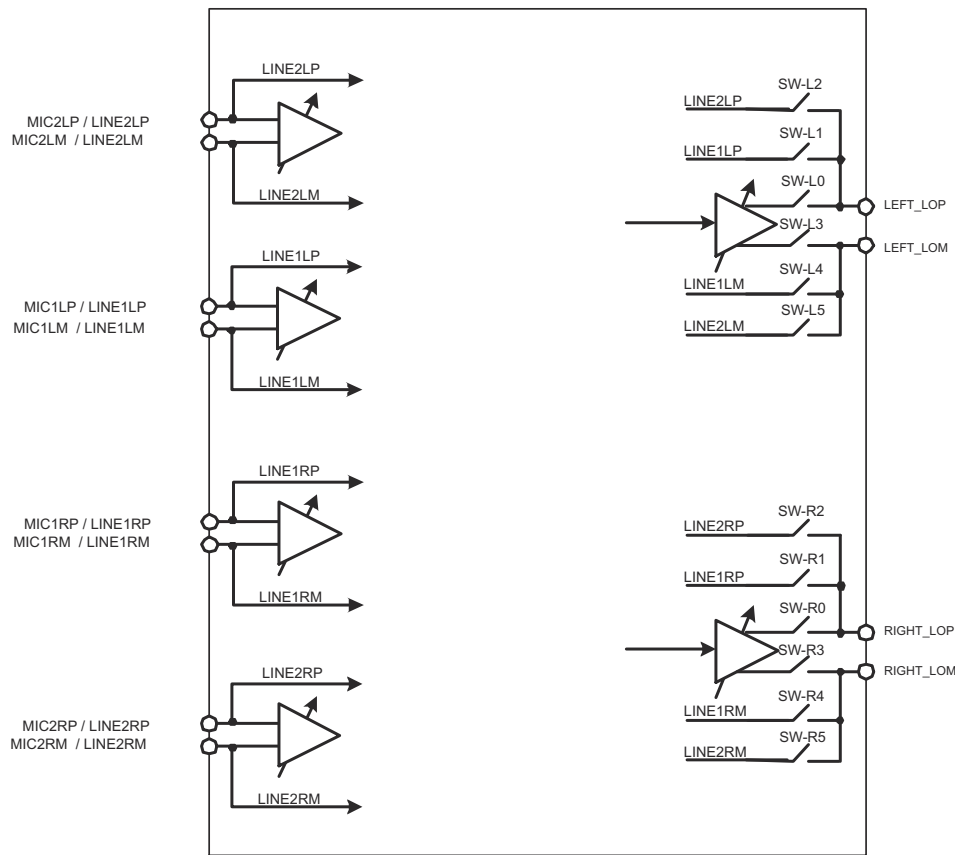 LINE2LP
MIC2LP / LINE2LP
MIC2LM / LINE2LM
LINE2LM
LINE1LP
MIC1LP / LINE1LP
MIC1LM / LINE1LM
LINE1LM
LINE1RP
MIC1RP / LINE1RP
MIC1RM / LINE1RM
LINE1RM
LINE2RP
MIC2RP / LINE2RP
MIC2RM / LINE2RM
LINE2RM
SW-L2
LINE2LP
SW-L1
LINE1LP
SW-L0
LEFT_LOP
SW-L3
LEFT_LOM
SW-L4
LINE1LM
SW-L5
LINE2LM
SW-R2
LINE2RP
SW-R1
LINE1RP
SW-R0
RIGHT_LOP
SW-R3
RIGHT_LOM
SW-R4
LINE1RM
SW-R5
LINE2RM